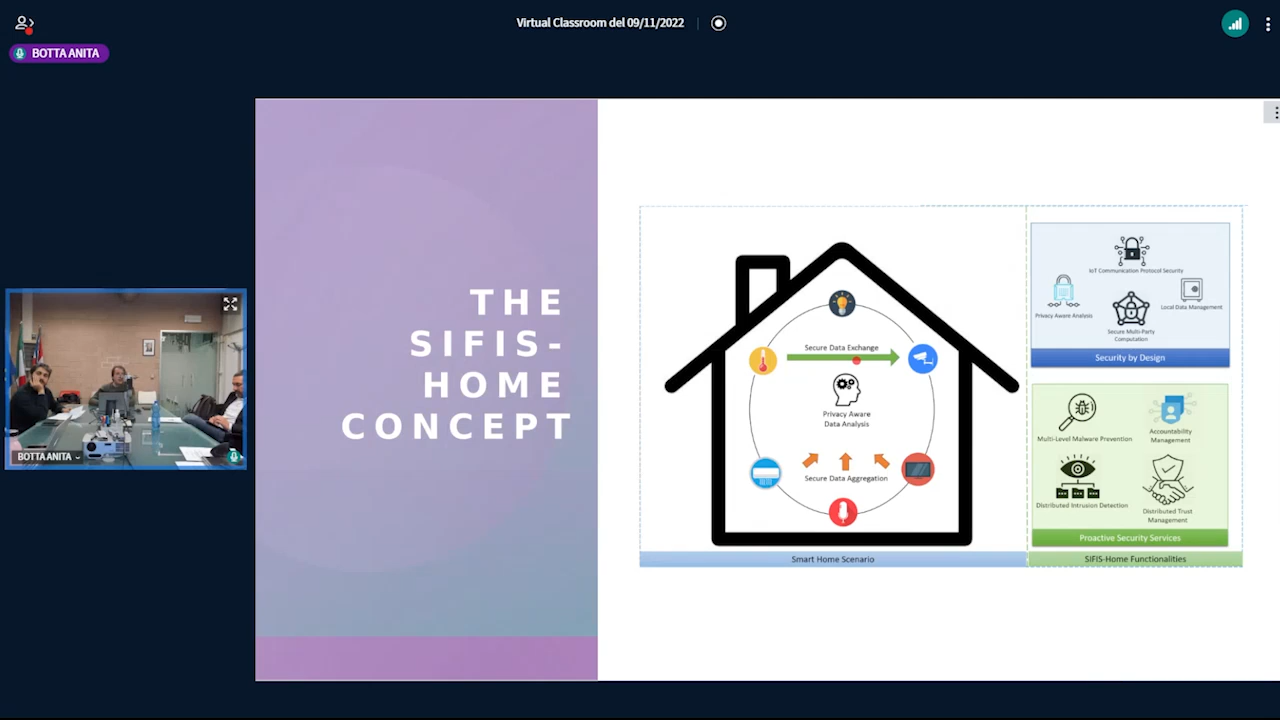 Virtual Classroom del 09/11/2022
BOTTA ANITA
BOTTA ANITA
THE
SIFIS-
HOME
CONCEPT
Secure Data Exchange
Privacy Aware
Data Analysis
Secure Data Aggregation
Smart Home Scenario
IoT Communication Protocol Security
Privacy Aware Analysis
Local Data Management
Secure Multi-Party
Computation
Security by Design
Multi-Level Malware Prevention
Accountability
Management
Distributed Intrusion Detection
Distributed Trust
Management
Proactive Security Services
SIFIS-Home Functionalities